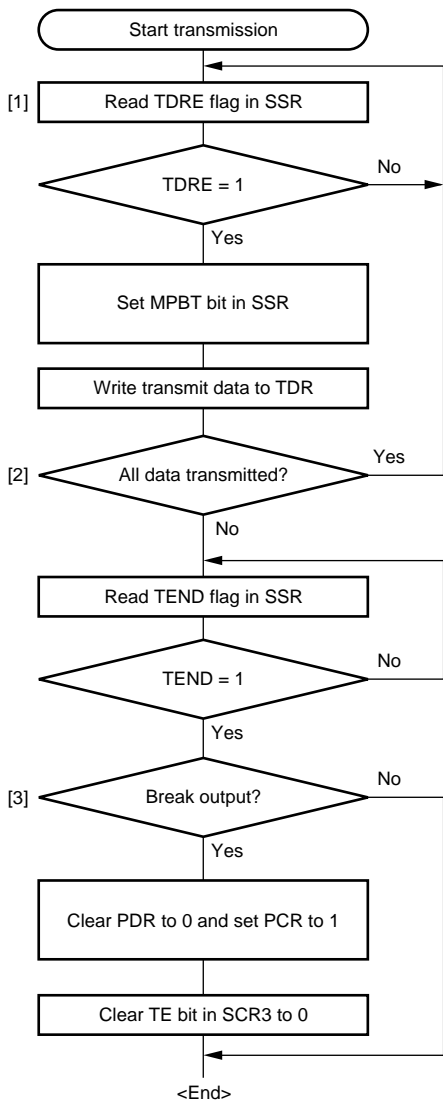 Start transmission
[1] Read TDRE flag in SSR
TDRE = 1
No
Yes
Set MPBT bit in SSR
Write transmit data to TDR
[2] All data transmitted?
Yes
No
Read TEND flag in SSR
TEND = 1
No
Yes
[3] Break output?
No
Yes
Clear PDR to 0 and set PCR to 1
Clear TE bit in SCR3 to 0
<End>